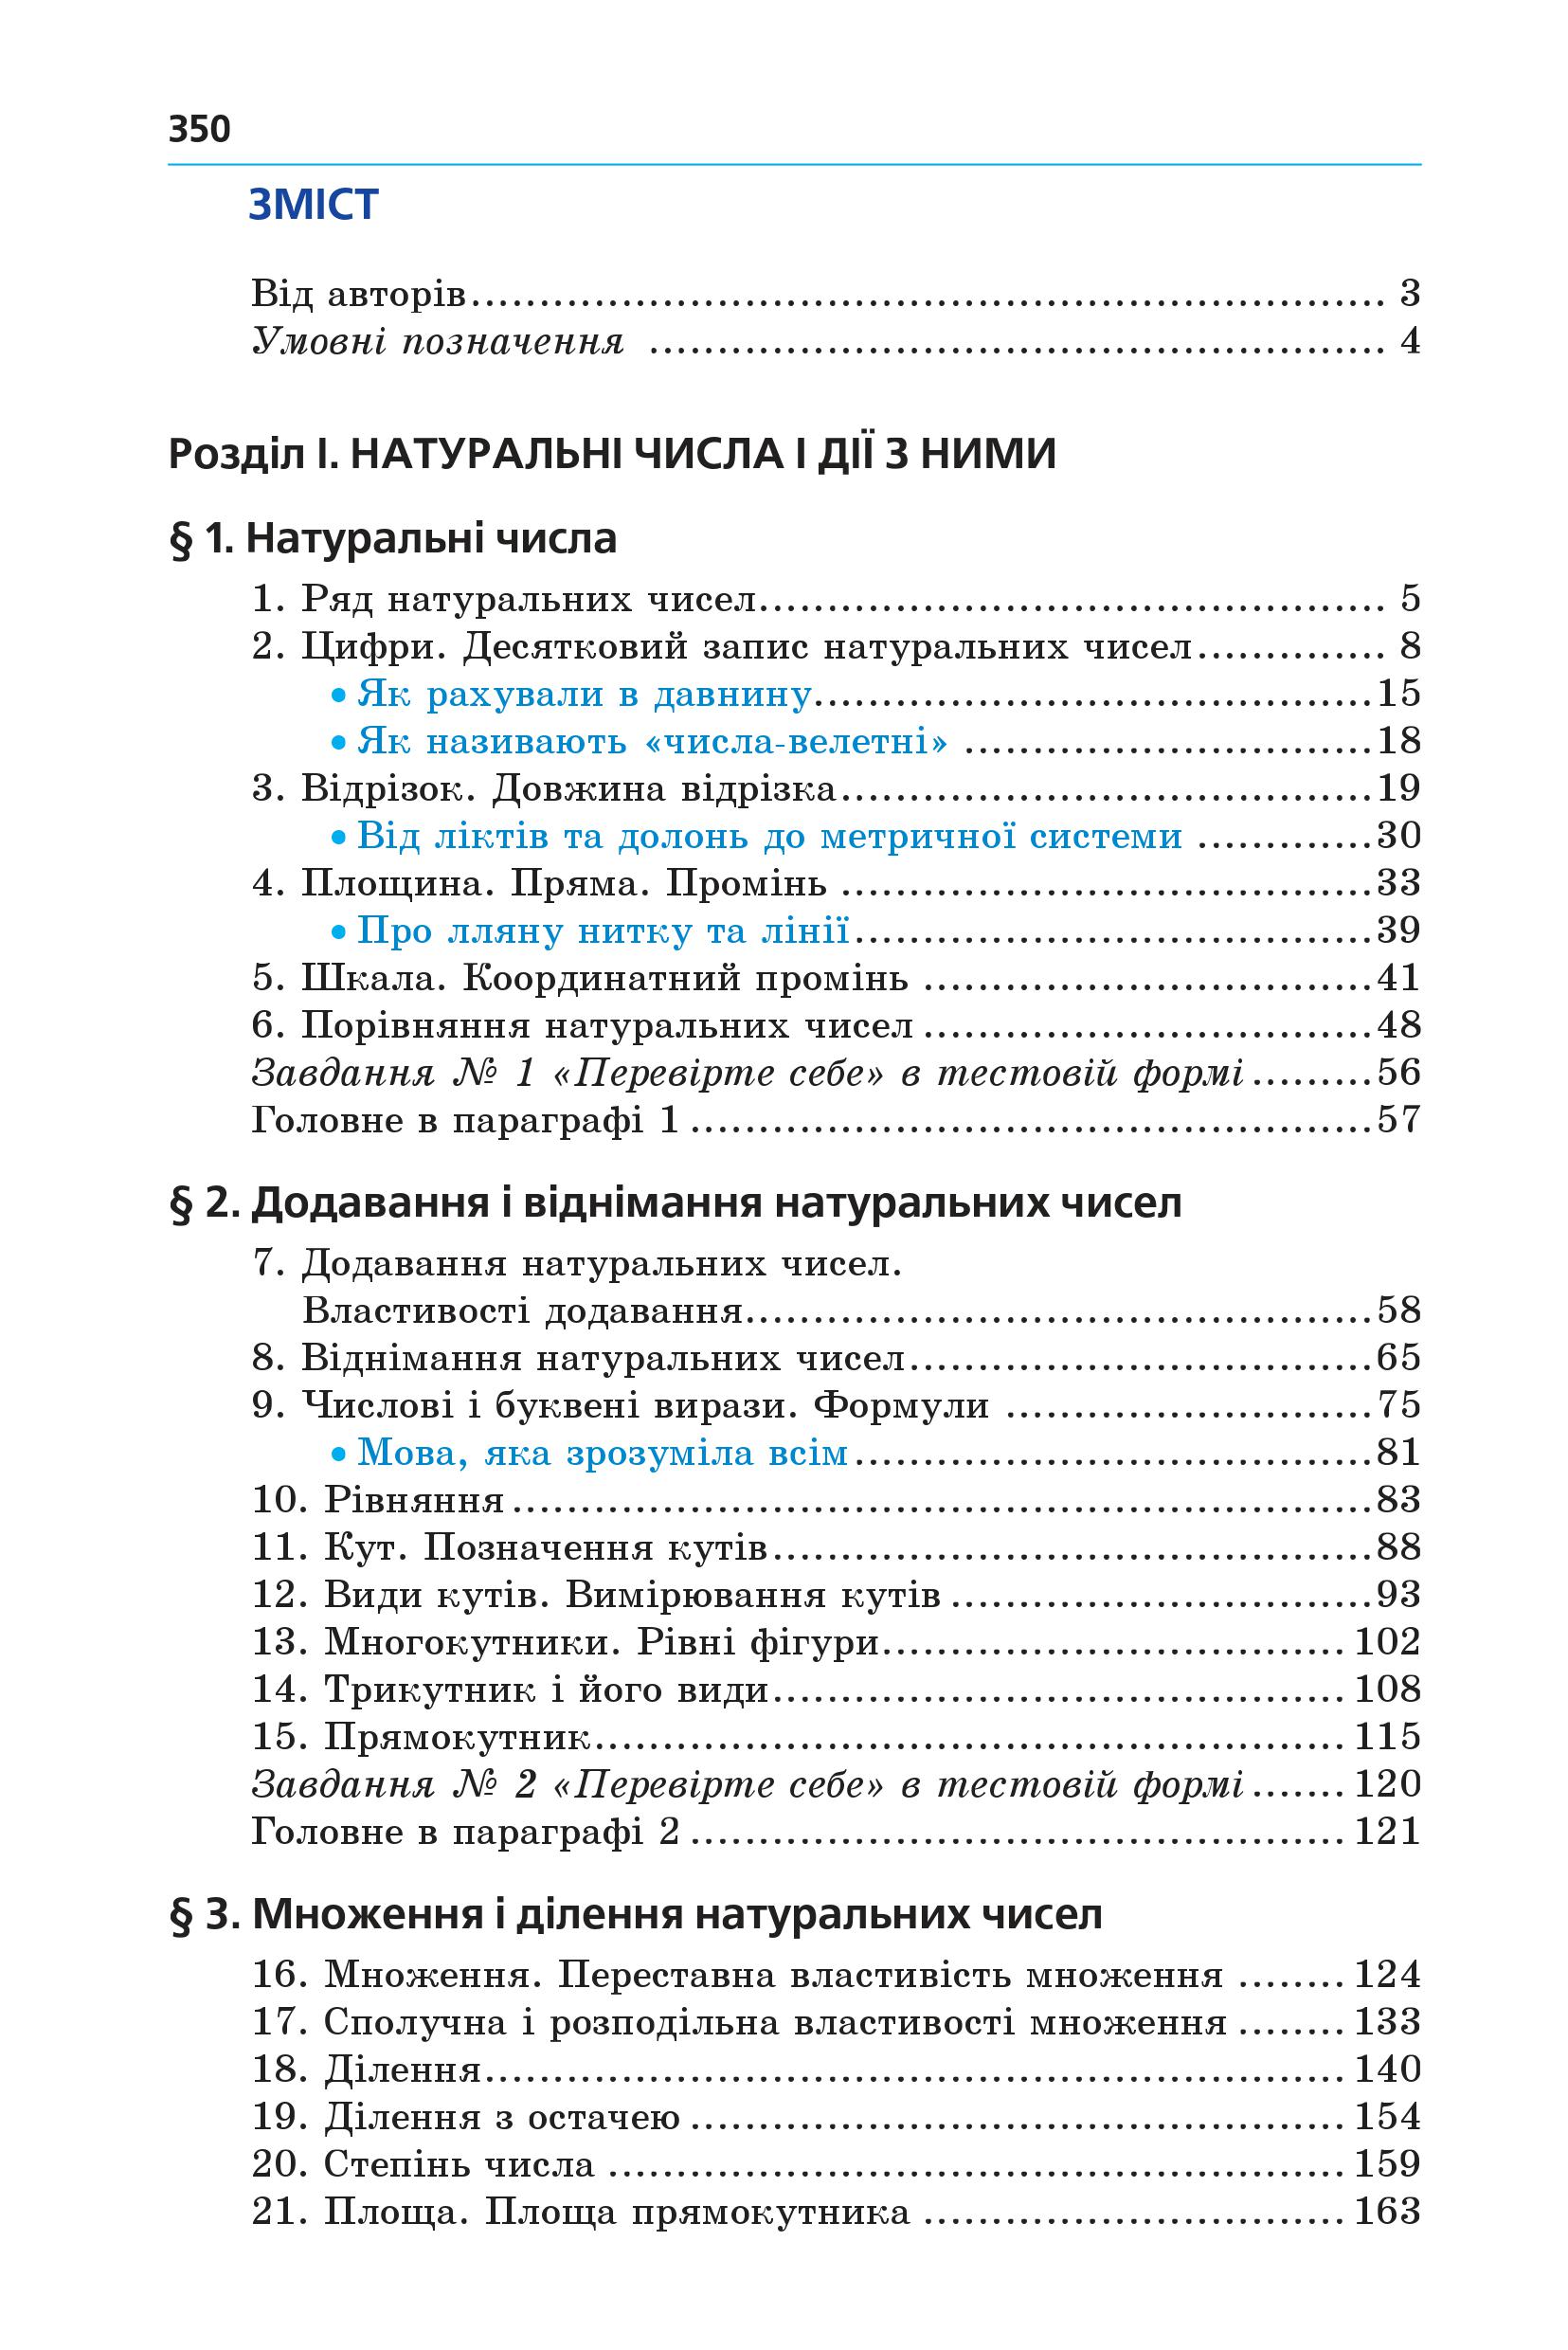 350
ЗМІСТ
Від авторів.................................................................... 3
Умовні позначення ....................................................... 4
Розділ I. НАТУРАЛЬНІ ЧИСЛА І ДІЇ З НИМИ
§ 1. Натуральні числа
1. Ряд натуральних чисел............................................... 5
2. Цифри. Десятковий запис натуральних чисел.............. 8
• Як рахували в давнину.........................................15
• Як називають «числа-велетні» ..............................18
3. Відрізок. Довжина відрізка.......................................19
• Від ліктів та долонь до метричної системи .............30
4. Площина. Пряма. Промінь .......................................33
• Про лляну нитку та лінії......................................39
5. Шкала. Координатний промінь .................................41
6. Порівняння натуральних чисел .................................48
Завдання № 1 «Перевірте себе» в тестовій формі.........56
Головне в параграфі 1 ..................................................57
§ 2. Додавання і віднімання натуральних чисел
7. Додавання натуральних чисел.
Властивості додавання..............................................58
8. Віднімання натуральних чисел..................................65
9. Числові і буквені вирази. Формули ...........................75
• Мова, яка зрозуміла всім......................................81
10. Рівняння ...............................................................83
11. Кут. Позначення кутів............................................88
12. Види кутів. Вимірювання кутів ...............................93
13. Многокутники. Рівні фігури.................................. 102
14. Трикутник і його види.......................................... 108
15. Прямокутник....................................................... 115
Завдання № 2 «Перевірте себе» в тестовій формі....... 120
Головне в параграфі 2 ................................................ 121
§ 3. Множення і ділення натуральних чисел
16. Множення. Переставна властивість множення ........ 124
17. Сполучна і розподільна властивості множення ........ 133
18. Ділення............................................................... 140
19. Ділення з остачею ................................................ 154
20. Степінь числа ...................................................... 159
21. Площа. Площа прямокутника ............................... 163